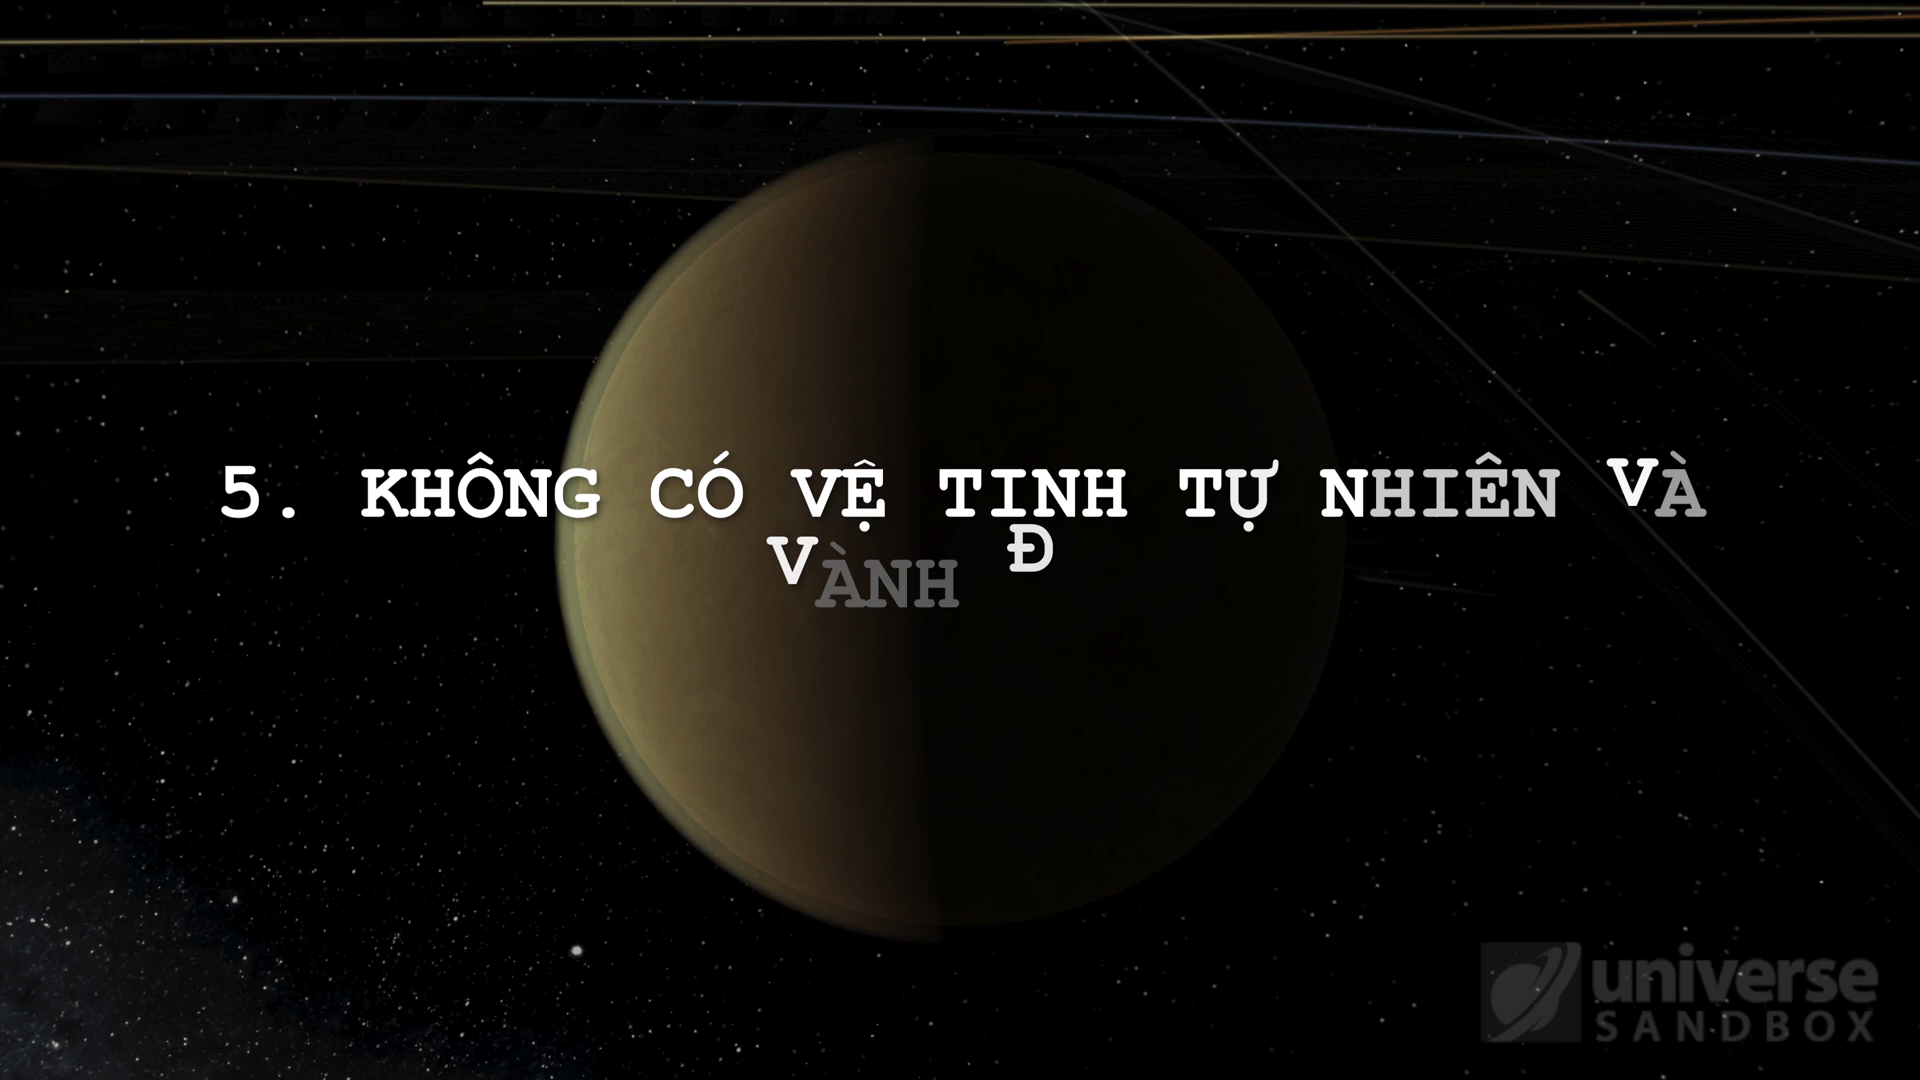 5. KHÔNG CÓ VỆ TINH TỰ NHIÊN VÀ
VÀNH Đ
universe
SANDBOX